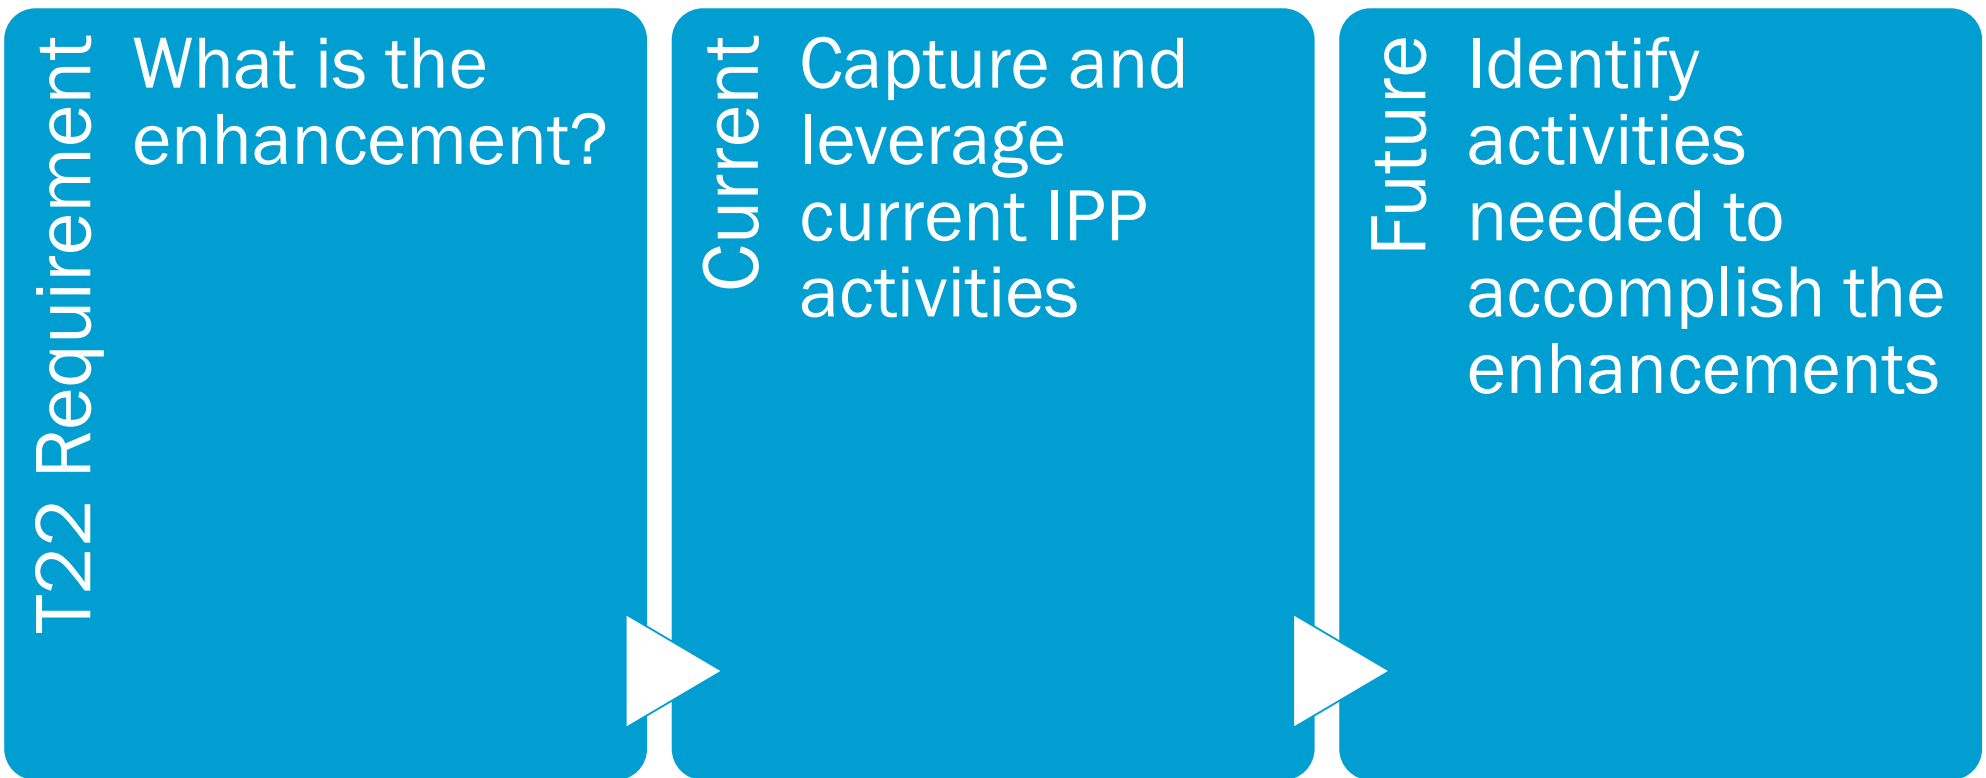 T22 Requirement
What is the
enhancement?
Current
Capture and
leverage
current IPP
activities
Future
Identify
activities
needed to
accomplish the
enhancements